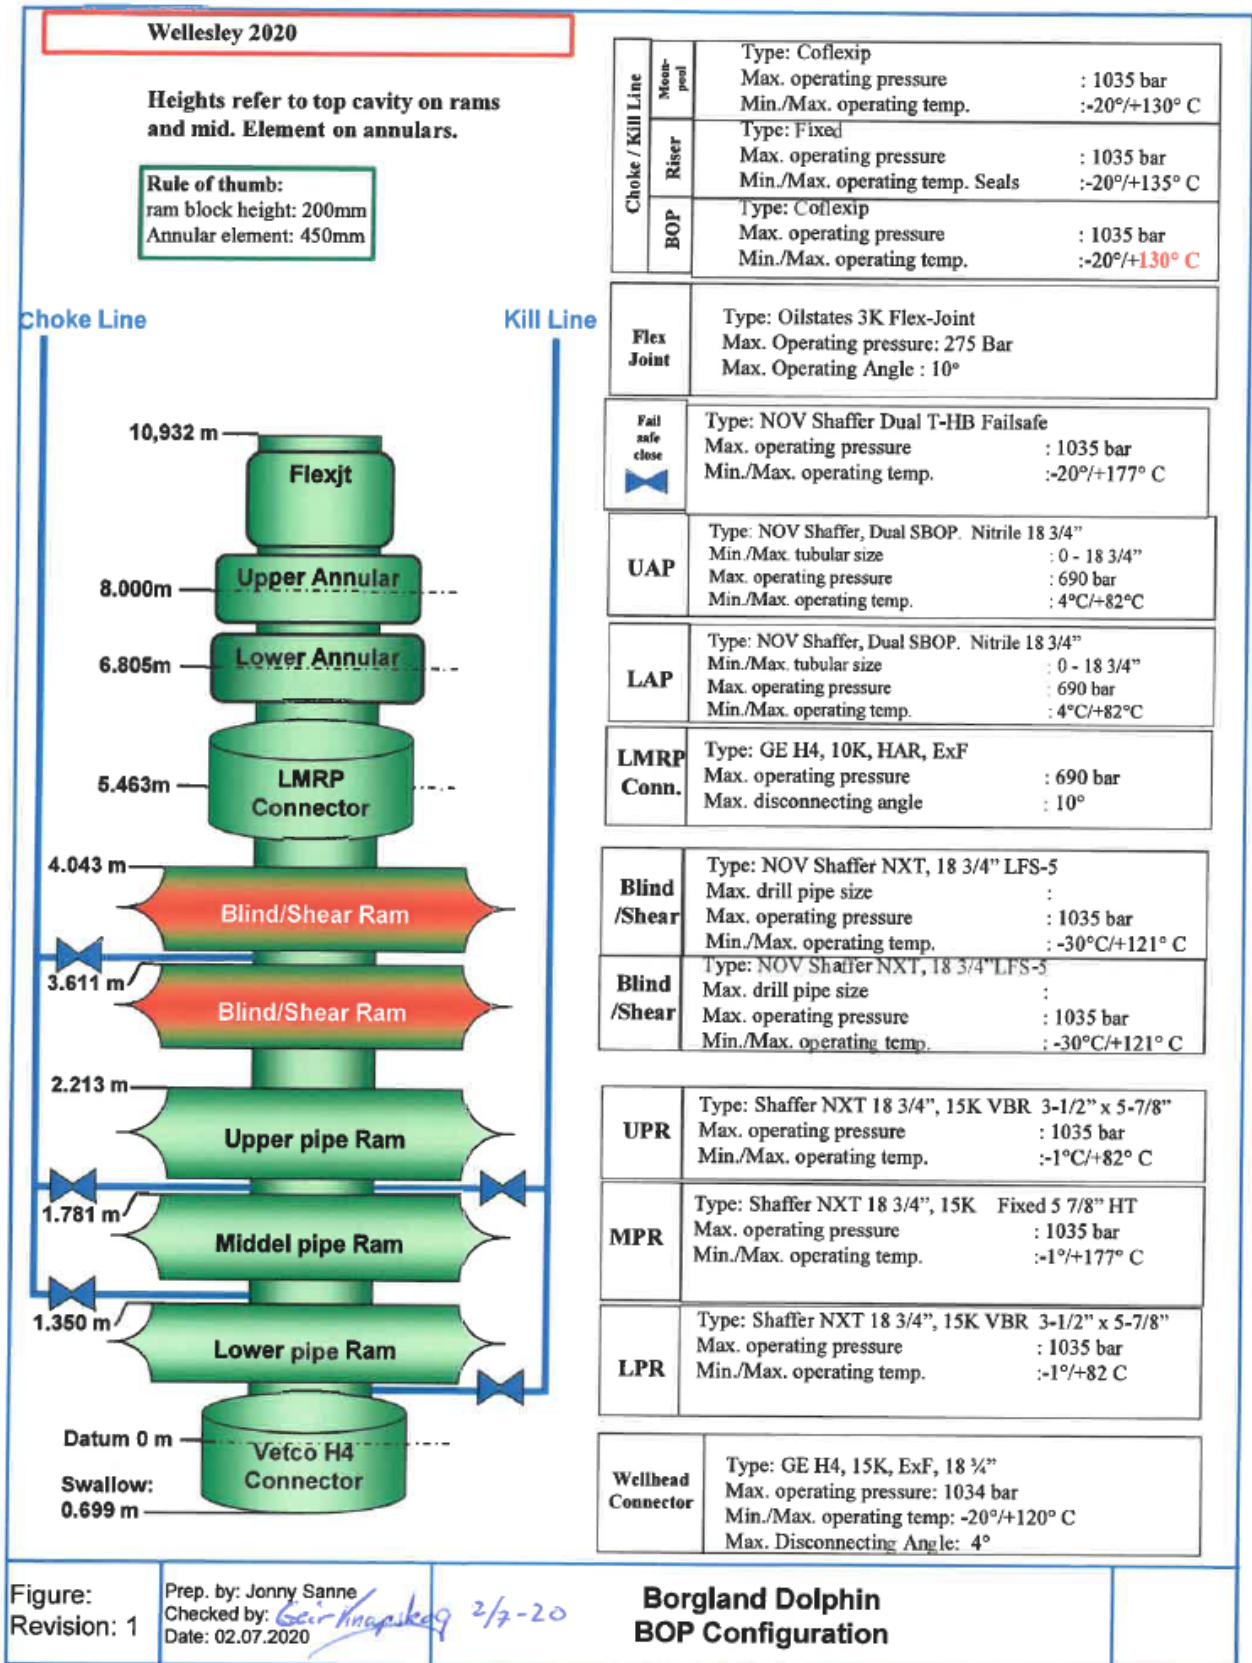 Wellesley 2020
Heights refer to top cavity on rams
and mid. Element on annulars.
Rule of thumb:
ram block height: 200mm
Annular element: 450mm
Choke Line
Kill Line
10,932 m
Flexjt
8.000m
Upper Annular
6.805m
Lower Annular
5.463m
LMRP
Connector
4.043 m
Blind/Shear Ram
3.611 m
Blind/Shear Ram
2.213 m
Upper pipe Ram
1.781 m
Middel pipe Ram
1.350 m
Lower pipe Ram
Datum 0 m
Vetco H4
Connector
Swallow:
0.699 m
Choke / Kill Line
Moon-
pool
Type: Coflexip
Max. operating pressure : 1035 bar
Min./Max. operating temp. :-20°/+130° C
Riser
Type: Fixed
Max. operating pressure : 1035 bar
Min./Max. operating temp. Seals :-20°/+135° C
BOP
Type: Coflexip
Max. operating pressure : 1035 bar
Min./Max. operating temp. :-20°/+130° C
Flex
Joint
Type: Oilstates 3K Flex-Joint
Max. Operating pressure: 275 Bar
Max. Operating Angle : 10°
Fail
safe
close
Type: NOV Shaffer Dual T-HB Failsafe
Max. operating pressure : 1035 bar
Min./Max. operating temp. :-20°/+177° C
UAP
Type: NOV Shaffer, Dual SBOP. Nitrile 18 3/4”
Min./Max. tubular size : 0 - 18 3/4”
Max. operating pressure : 690 bar
Min./Max. operating temp. : 4°C/+82°C
LAP
Type: NOV Shaffer, Dual SBOP. Nitrile 18 3/4”
Min./Max. tubular size : 0 - 18 3/4”
Max. operating pressure : 690 bar
Min./Max. operating temp. : 4°C/+82°C
LMRP
Conn.
Type: GE H4, 10K, HAR, ExF
Max. operating pressure : 690 bar
Max. disconnecting angle : 10°
Blind
/Shear
Type: NOV Shaffer NXT, 18 3/4” LFS-5
Max. drill pipe size :
Max. operating pressure : 1035 bar
Min./Max. operating temp. : -30°C/+121° C
Blind
/Shear
Type: NOV Shaffer NXT, 18 3/4”LFS-5
Max. drill pipe size :
Max. operating pressure : 1035 bar
Min./Max. operating temp. : -30°C/+121° C
UPR
Type: Shaffer NXT 18 3/4”, 15K VBR 3-1/2” x 5-7/8”
Max. operating pressure : 1035 bar
Min./Max. operating temp. :-1°C/+82° C
MPR
Type: Shaffer NXT 18 3/4”, 15K Fixed 5 7/8” HT
Max. operating pressure : 1035 bar
Min./Max. operating temp. :-1°/+177° C
LPR
Type: Shaffer NXT 18 3/4”, 15K VBR 3-1/2” x 5-7/8”
Max. operating pressure : 1035 bar
Min./Max. operating temp. :-1°/+82 C
Wellhead
Connector
Type: GE H4, 15K, ExF, 18 ¾”
Max. operating pressure: 1034 bar
Min./Max. operating temp: -20°/+120° C
Max. Disconnecting Angle: 4°
Figure:
Revision: 1
Prep. by: Jonny Sanne
Checked by: Geir 2/7-20
Date: 02.07.2020
Borgland Dolphin
BOP Configuration